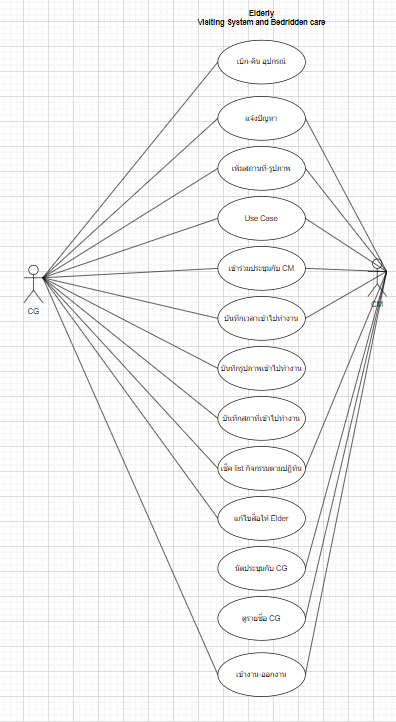 Elderly
Visiting System and Bedridden care
เบิก-คืน อุปกรณ์
แจ้งปัญหา
เพิ่มสถานที่-รูปภาพ
Use Case
เข้าร่วมประชุมกับ CM
บันทึกเวลาเข้าไปทำงาน
บันทึกรูปภาพเข้าไปทำงาน
บันทึกสถาที่เข้าไปทำงาน
เช็ค list กิจกรรมตามปฏิทิน
แก้ไขสื่อให้ Elder
นัดประชุมกับ CG
ดูรายชื่อ CG
เข้างาน-ออกงาน
CG
CM